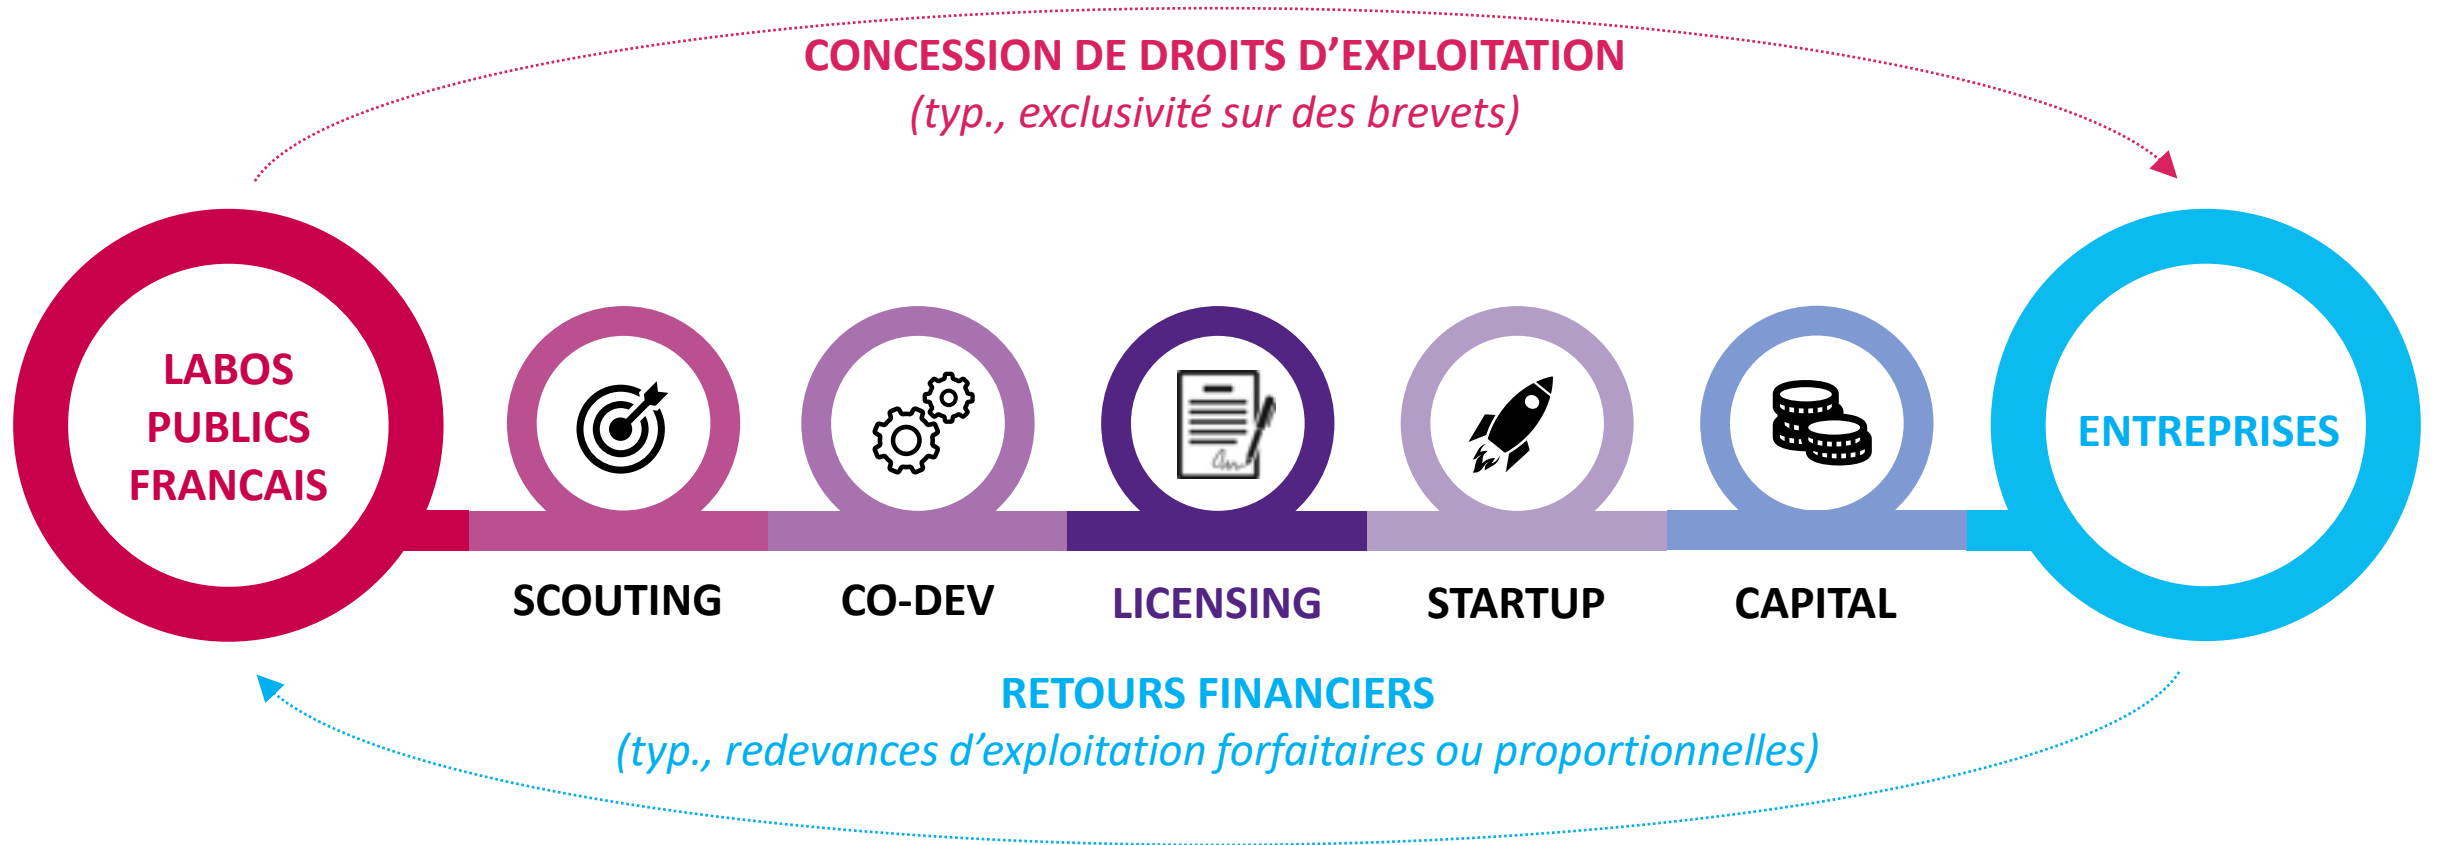 CONCESSION DE DROITS D’EXPLOITATION
(typ., exclusivité sur des brevets)
LABOS
PUBLICS
FRANCAIS
ENTREPRISES
SCOUTING
CO-DEV
LICENSING
STARTUP
CAPITAL
RETOURS FINANCIERS
(typ., redevances d’exploitation forfaitaires ou proportionnelles)